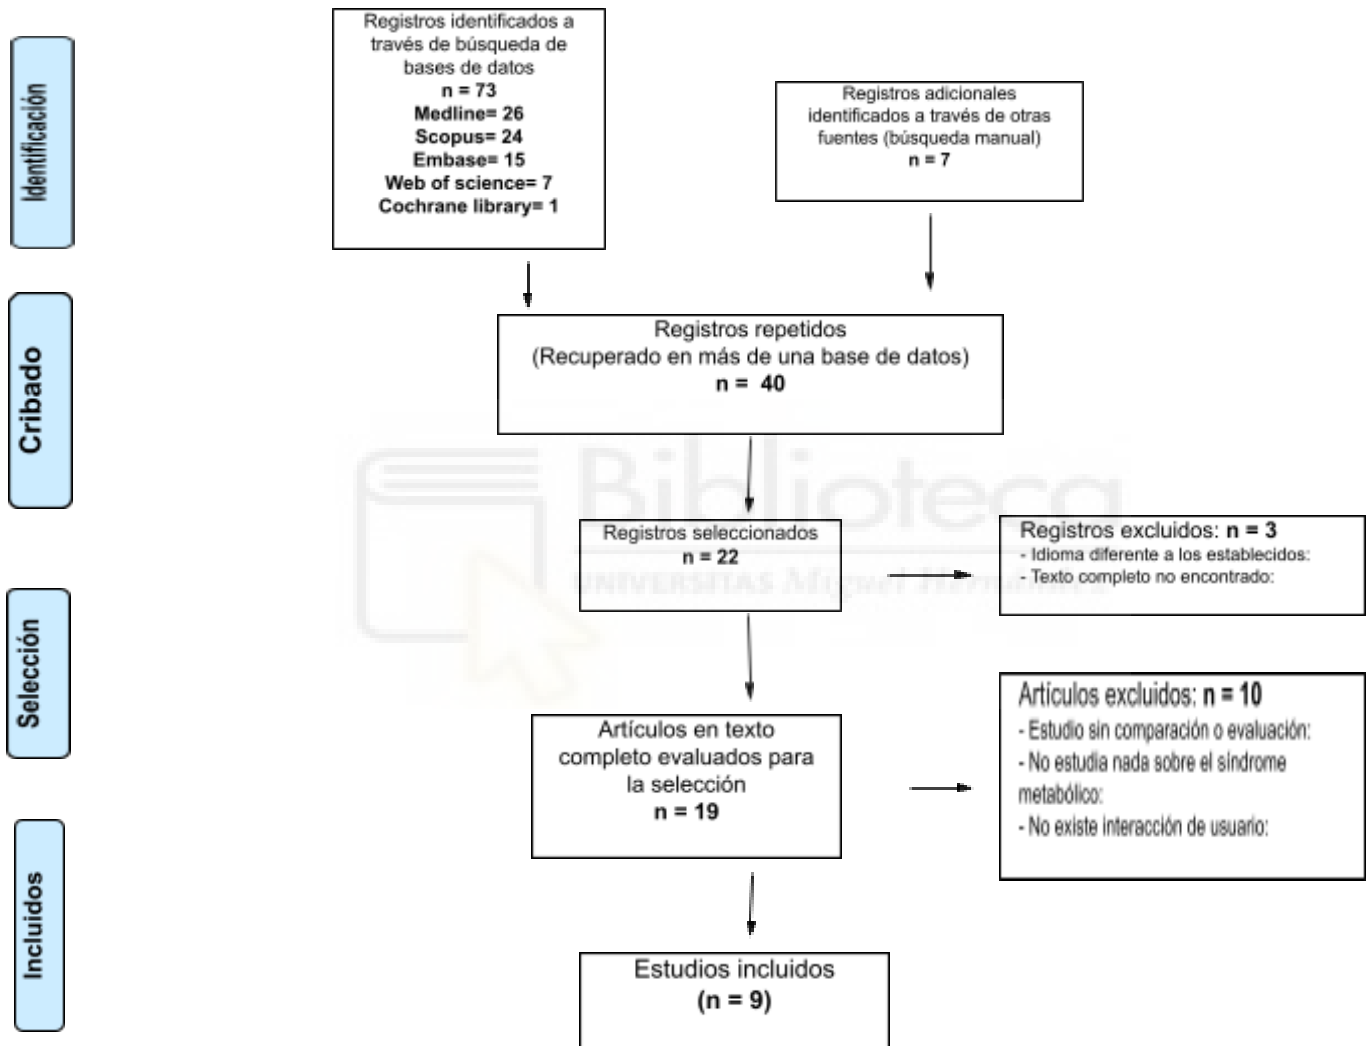 Identificación
Registros identificados a
través de búsqueda de
bases de datos
n = 73
Medline= 26
Scopus= 24
Embase= 15
Web of science= 7
Cochrane library= 1
Registros adicionales
identificados a través de otras
fuentes (búsqueda manual)
n = 7
Cribado
Registros repetidos
(Recuperado en más de una base de datos)
n = 40
Biblioteca
UNIVERSITAS Miguel Hernández
Registros seleccionados
n = 22
Registros excluidos: n = 3
- Idioma diferente a los establecidos:
- Texto completo no encontrado:
Selección
Artículos en texto
completo evaluados para
la selección
n = 19
Artículos excluidos: n = 10
- Estudio sin comparación o evaluación:
- No estudia nada sobre el síndrome
metabólico:
- No existe interacción de usuario:
Incluidos
Estudios incluidos
(n = 9)